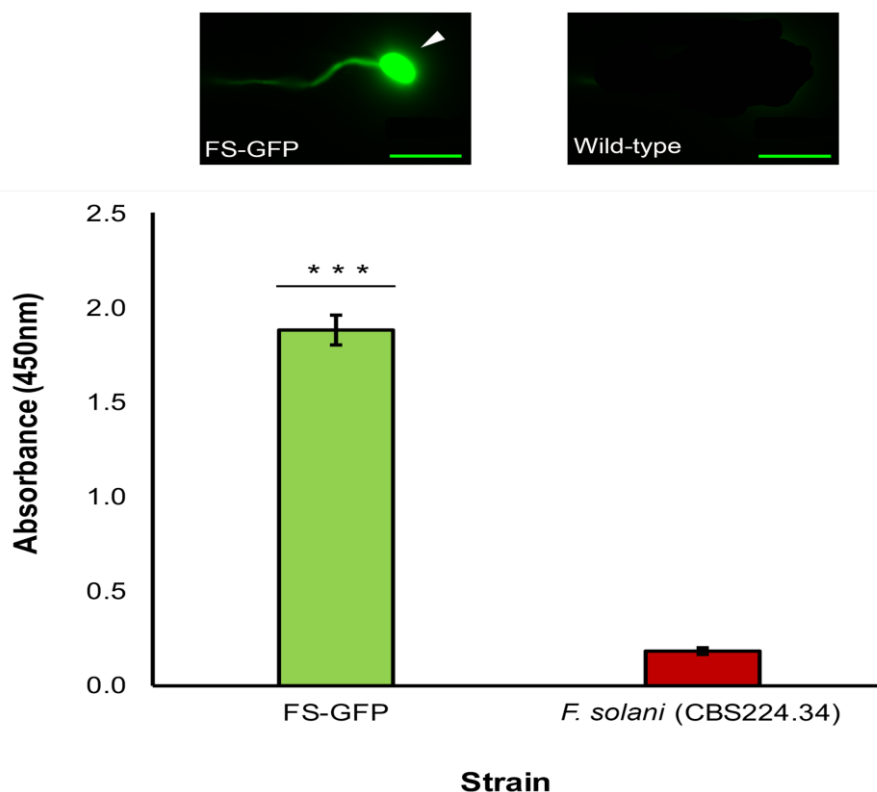 FS-GFP
Wild-type
Absorbance (450nm)
2.5
2.0
1.5
1.0
0.5
0.0
* * *
FS-GFP
F. solani (CBS224.34)
Strain